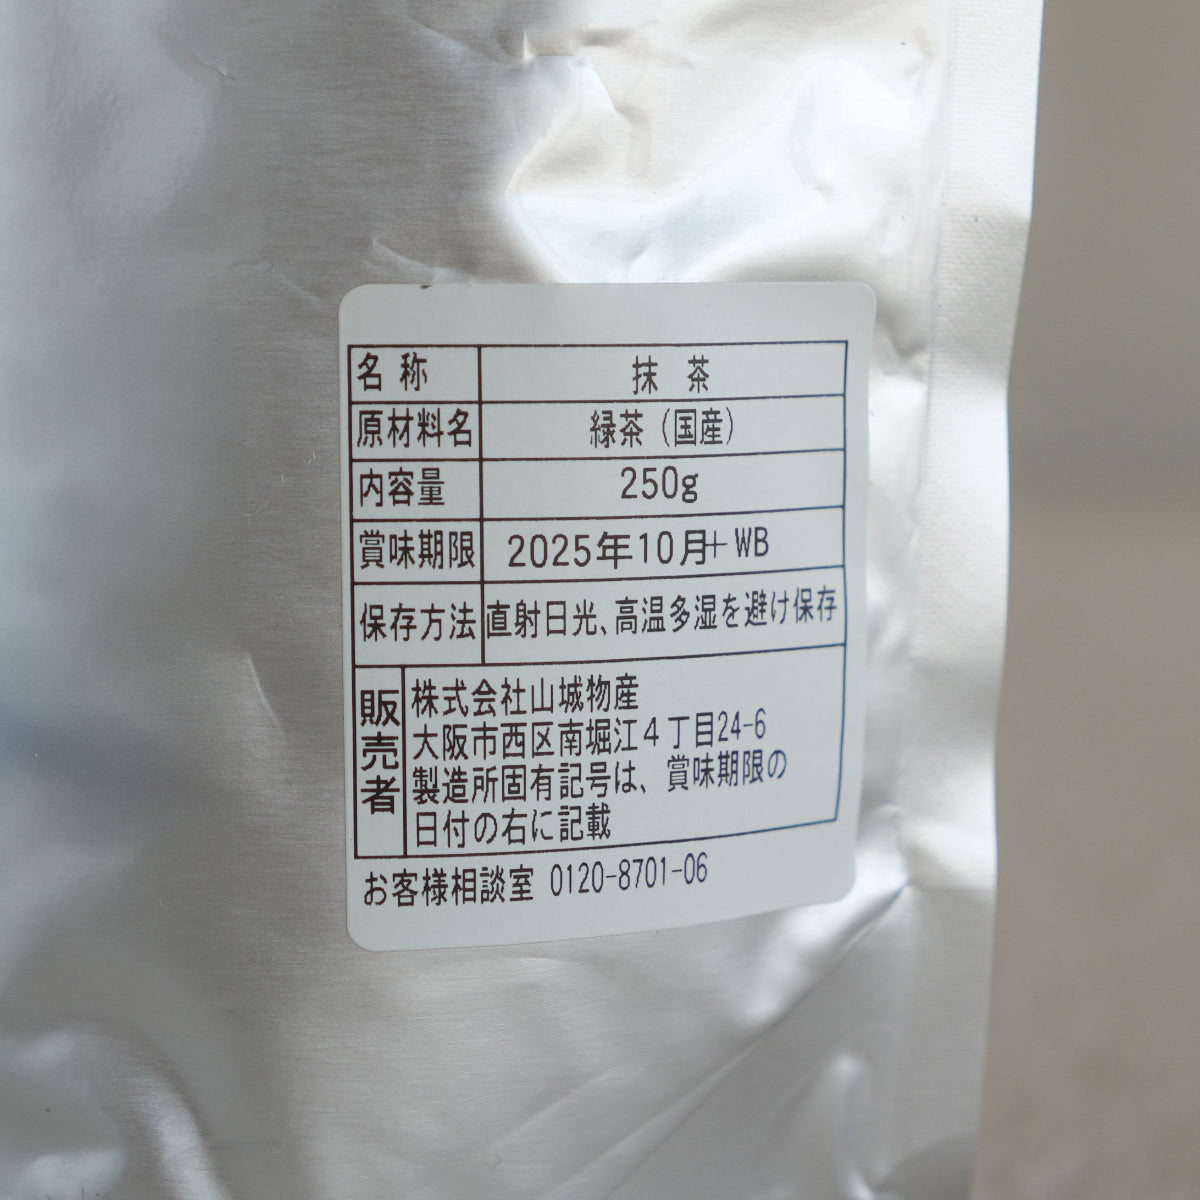 名称 抹茶
原材料名 緑茶（国産）
内容量 250g
賞味期限 2025年10月+WB
保存方法 直射日光、高温多湿を避け保存
販売者
株式会社山城物産
大阪市西区南堀江4丁目24-6
製造所固有記号は、賞味期限の
日付の右に記載
お客様相談室 0120-8701-06